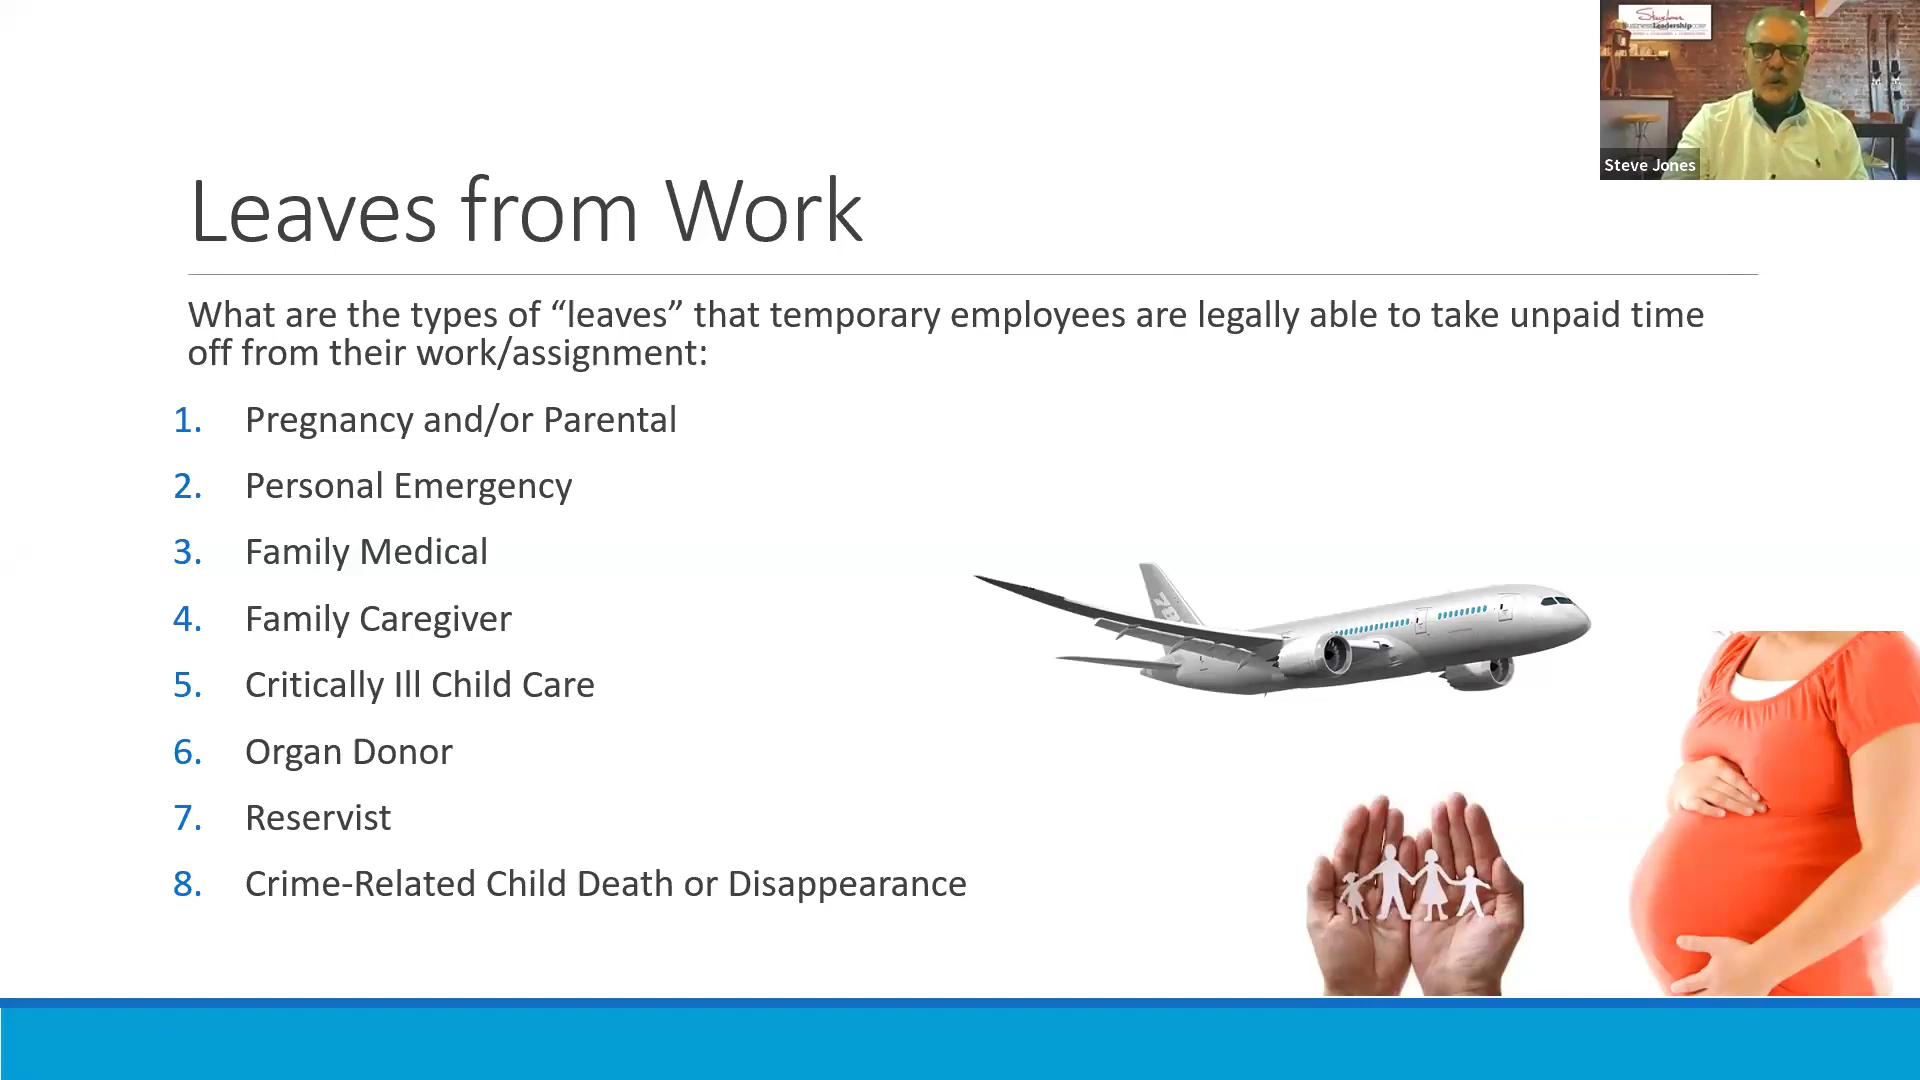 Leaves from Work
What are the types of “leaves” that temporary employees are legally able to take unpaid time
off from their work/assignment:
1. Pregnancy and/or Parental
2. Personal Emergency
3. Family Medical
4. Family Caregiver
5. Critically Ill Child Care
6. Organ Donor
7. Reservist
8. Crime-Related Child Death or Disappearance
Steve Jones